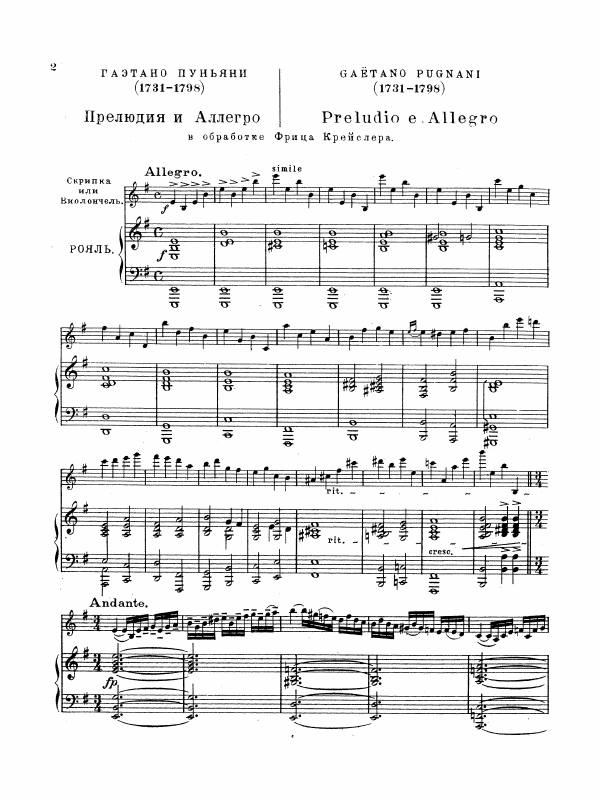 2
ГАЭТАНО ПУНЬЯНИ
(1731-1798)
Прелюдия и Аллегро
GAËTANO PUGNANI
(1731-1798)
Preludio e Allegro
в обработке Фрица Крейслера.
Allegro.
simile
Скрипка
или
Виолончель.
f
РОЯЛЬ.
f
rit.
rit.
cresc.
Andante.
fp